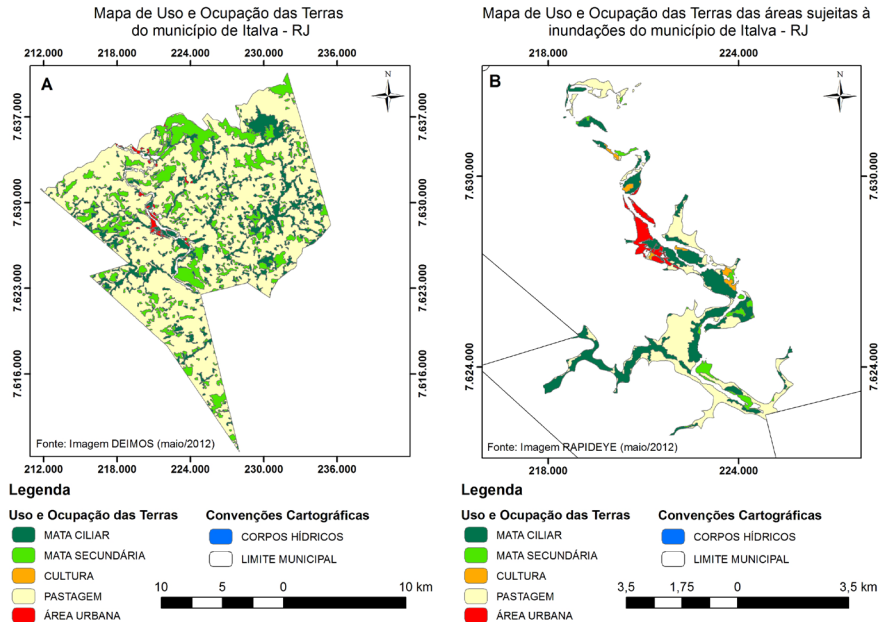 Mapa de Uso e Ocupação das Terras
do município de Italva - RJ
212.000 218.000 224.000 230.000 236.000
A
N
7.637.000
7.630.000
7.623.000
7.616.000
7.637.000
7.630.000
7.623.000
7.616.000
Fonte: Imagem DEIMOS (maio/2012)
212.000 218.000 224.000 230.000 236.000
Legenda
Uso e Ocupação das Terras
MATA CILIAR
MATA SECUNDÁRIA
CULTURA
PASTAGEM
ÁREA URBANA
Convenções Cartográficas
CORPOS HÍDRICOS
LIMITE MUNICIPAL
10 5 0 10 km
Mapa de Uso e Ocupação das Terras das áreas sujeitas à
inundações do município de Italva - RJ
218.000 224.000
B
N
7.630.000
7.624.000
7.630.000
7.624.000
Fonte: Imagem RAPIDEYE (maio/2012)
218.000 224.000
Legenda
Uso e Ocupação das Terras
MATA CILIAR
MATA SECUNDÁRIA
CULTURA
PASTAGEM
ÁREA URBANA
Convenções Cartográficas
CORPOS HÍDRICOS
LIMITE MUNICIPAL
3,5 1,75 0 3,5 km